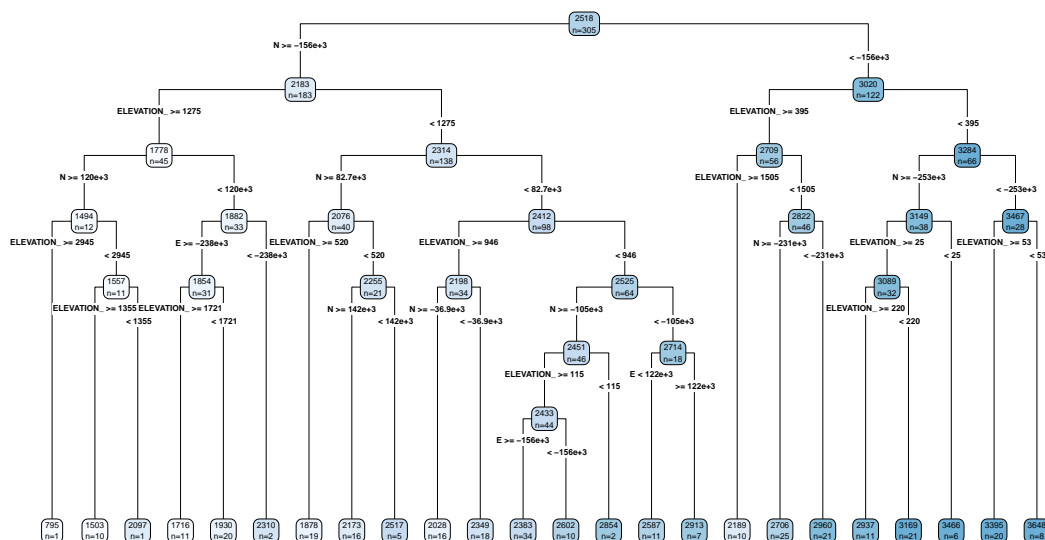 2518
n=305
N >= −156e+3
< −156e+3
2183
n=183
3020
n=122
ELEVATION_ >= 1275
< 1275
ELEVATION_ >= 395
< 395
1778
n=45
2314
n=138
2709
n=56
3284
n=66
N >= 120e+3
< 120e+3
N >= 82.7e+3
< 82.7e+3
ELEVATION_ >= 1505
< 1505
N >= −253e+3
< −253e+3
1494
n=12
1882
n=33
2076
n=40
2412
n=98
2822
n=46
3149
n=38
3467
n=28
ELEVATION_ >= 2945
< 2945
E >= −238e+3
< −238e+3
ELEVATION_ >= 520
< 520
ELEVATION_ >= 946
< 946
N >= −231e+3
< −231e+3
ELEVATION_ >= 25
< 25
ELEVATION_ >= 53
< 53
1557
n=11
1854
n=31
2255
n=21
2198
n=34
2525
n=64
3089
n=32
ELEVATION_ >= 1355
< 1355
ELEVATION_ >= 1721
< 1721
N >= 142e+3
< 142e+3
N >= −36.9e+3
< −36.9e+3
N >= −105e+3
< −105e+3
ELEVATION_ >= 220
< 220
2451
n=46
2714
n=18
ELEVATION_ >= 115
< 115
E < 122e+3
>= 122e+3
2433
n=44
E >= −156e+3
< −156e+3
795
n=1
1503
n=10
2097
n=1
1716
n=11
1930
n=20
2310
n=2
1878
n=19
2173
n=16
2517
n=5
2028
n=16
2349
n=18
2383
n=34
2602
n=10
2854
n=2
2587
n=11
2913
n=7
2189
n=10
2706
n=25
2960
n=21
2937
n=11
3169
n=21
3466
n=6
3395
n=20
3648
n=8